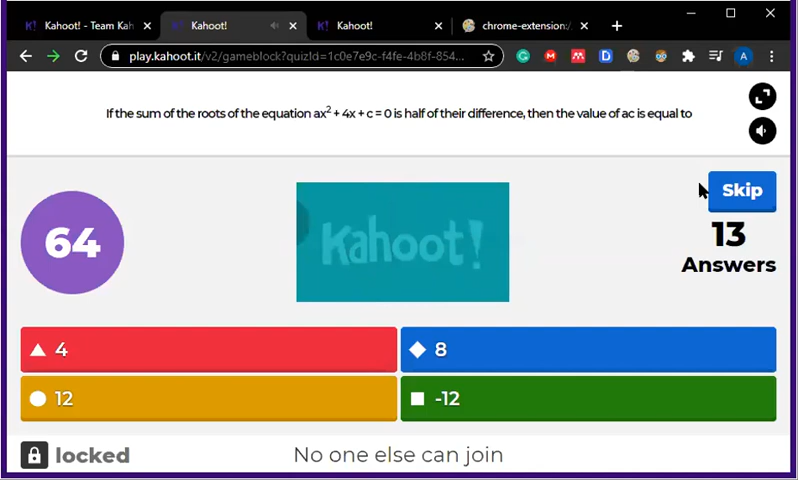 Kahoot! - Team Kah
Kahoot!
Kahoot!
chrome-extension:/
play.kahoot.it/v2/gameblock?quizId=1c0e7e9c-f4fe-4b8f-854...
A
If the sum of the roots of the equation ax² + 4x + c = 0 is half of their difference, then the value of ac is equal to
Skip
64
Kahoot!
13
Answers
4
8
12
-12
locked
No one else can join